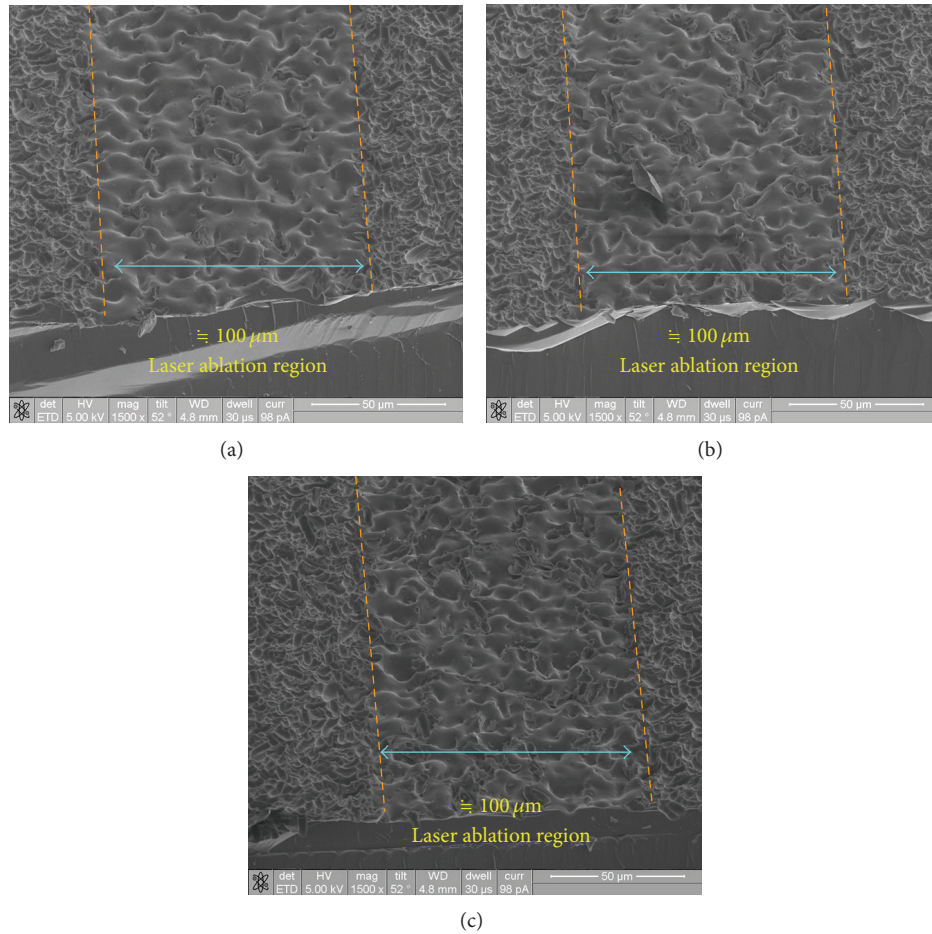 ≒ 100 μm
Laser ablation region
det HV mag tilt WD dwell curr
ETD 5.00 kV 1500 x 52 ° 4.8 mm 30 μs 98 pA
50 μm
(a)
≒ 100 μm
Laser ablation region
det HV mag tilt WD dwell curr
ETD 5.00 kV 1500 x 52 ° 4.8 mm 30 μs 98 pA
50 μm
(b)
≒ 100 μm
Laser ablation region
det HV mag tilt WD dwell curr
ETD 5.00 kV 1500 x 52 ° 4.8 mm 30 μs 98 pA
50 μm
(c)